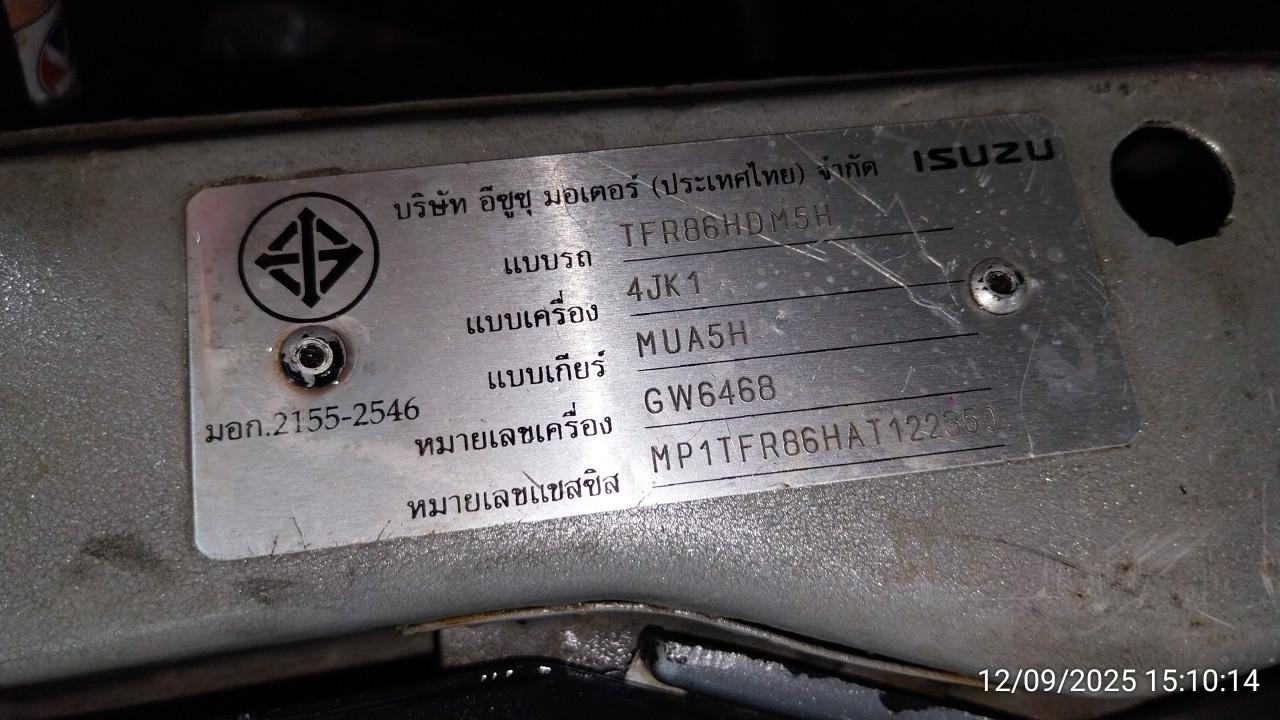 บริษัท อีซูซุ มอเตอร์ (ประเทศไทย) จำกัด ISUZU
แบบรถ TFR86HDM5H
แบบเครื่อง 4JK1
แบบเกียร์ MUA5H
หมายเลขเครื่อง GW6468
หมายเลขแชสซิส MP1TFR86HAT122350
มอก.2155-2546
12/09/2025 15:10:14